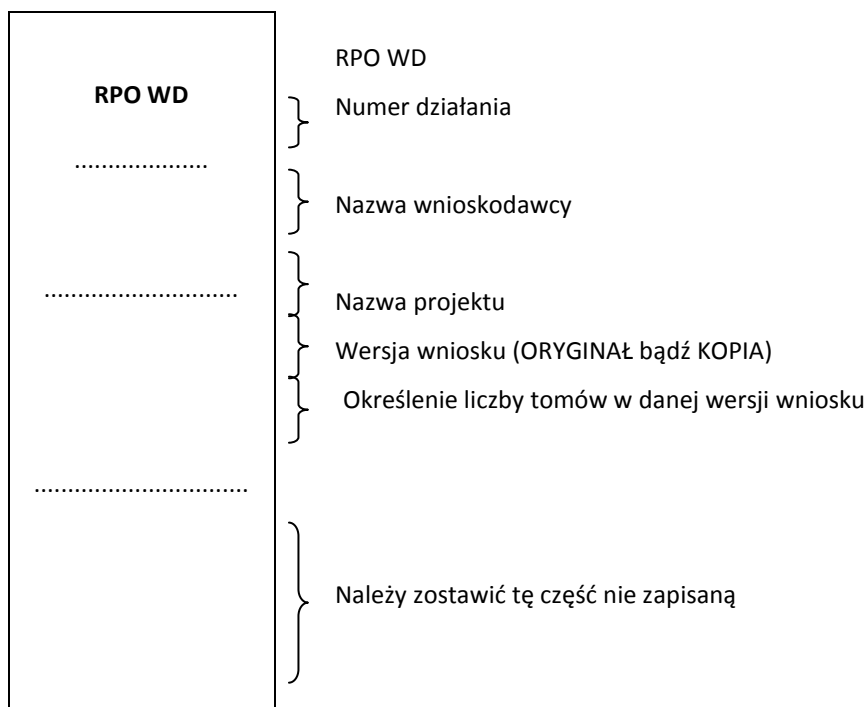 RPO WD
RPO WD
Numer działania
....................
Nazwa wnioskodawcy
.............................
Nazwa projektu
Wersja wniosku (ORYGINAŁ bądź KOPIA)
Określenie liczby tomów w danej wersji wniosku
................................
Należy zostawić tę część nie zapisaną